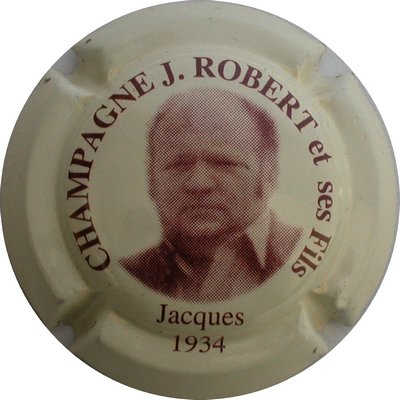 CHAMPAGNE J. ROBERT et ses Fils
Jacques
1934